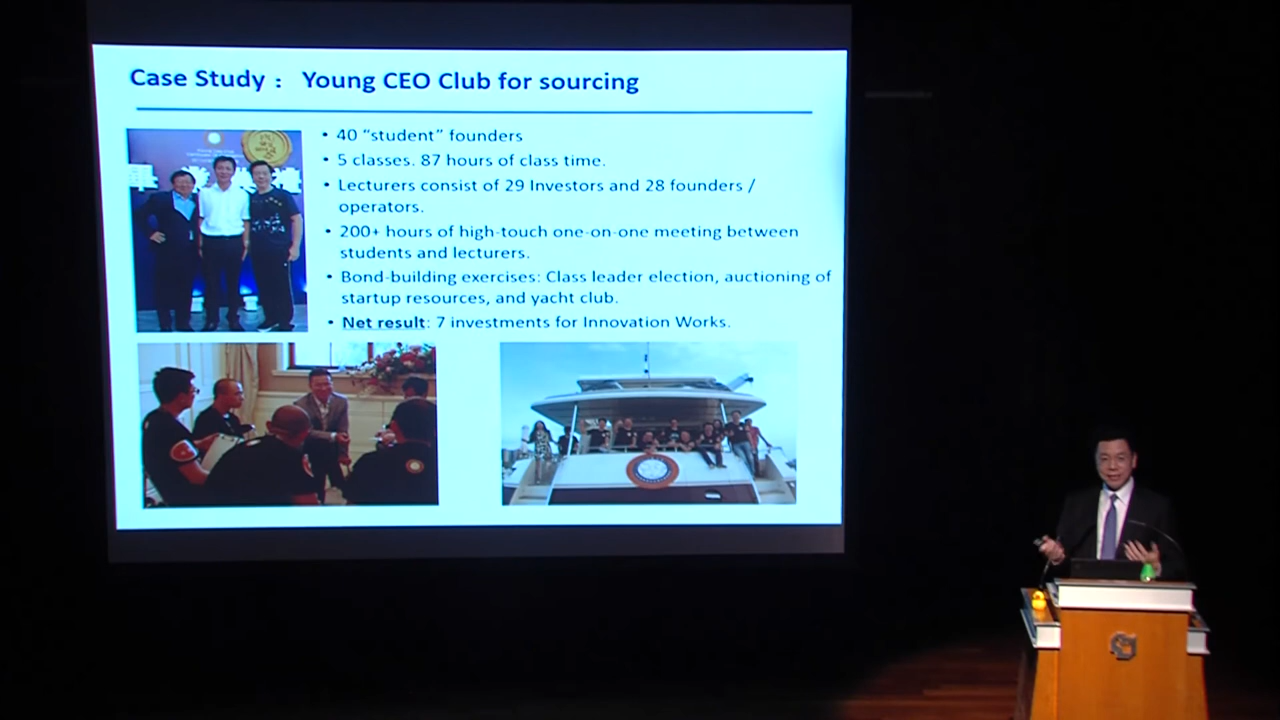 Case Study : Young CEO Club for sourcing
• 40 “student” founders
• 5 classes. 87 hours of class time.
• Lecturers consist of 29 Investors and 28 founders /
operators.
• 200+ hours of high-touch one-on-one meeting between
students and lecturers.
• Bond-building exercises: Class leader election, auctioning of
startup resources, and yacht club.
• Net result: 7 investments for Innovation Works.